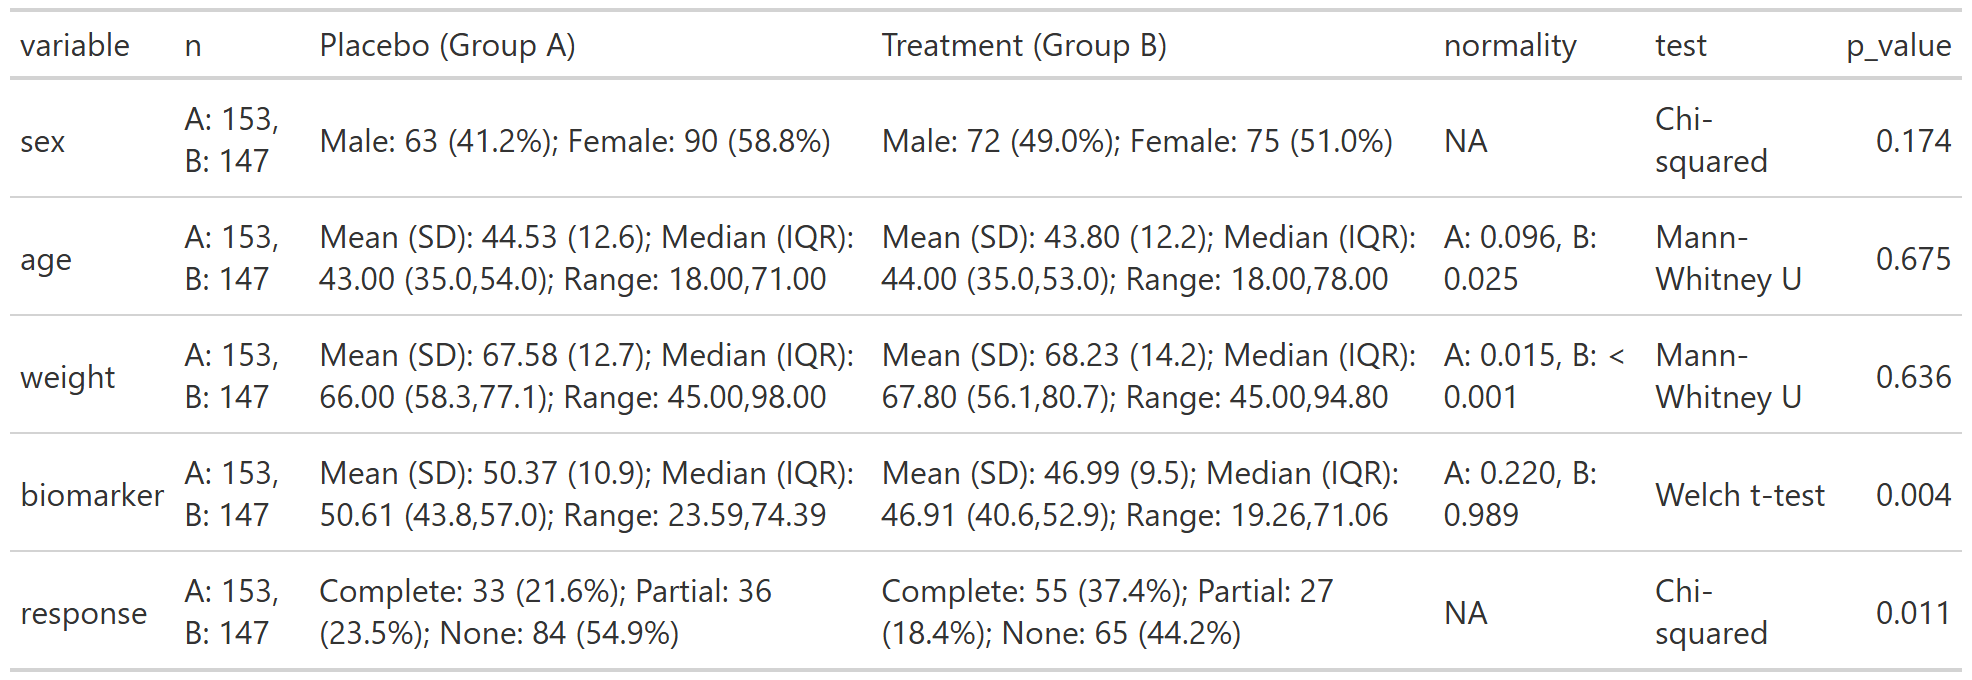 variable n Placebo (Group A) Treatment (Group B) normality test p_value
sex A: 153, B: 147 Male: 63 (41.2%); Female: 90 (58.8%) Male: 72 (49.0%); Female: 75 (51.0%) NA Chi-squared 0.174
age A: 153, B: 147 Mean (SD): 44.53 (12.6); Median (IQR): 43.00 (35.0,54.0); Range: 18.00,71.00 Mean (SD): 43.80 (12.2); Median (IQR): 44.00 (35.0,53.0); Range: 18.00,78.00 A: 0.096, B: 0.025 Mann-Whitney U 0.675
weight A: 153, B: 147 Mean (SD): 67.58 (12.7); Median (IQR): 66.00 (58.3,77.1); Range: 45.00,98.00 Mean (SD): 68.23 (14.2); Median (IQR): 67.80 (56.1,80.7); Range: 45.00,94.80 A: 0.015, B: < 0.001 Mann-Whitney U 0.636
biomarker A: 153, B: 147 Mean (SD): 50.37 (10.9); Median (IQR): 50.61 (43.8,57.0); Range: 23.59,74.39 Mean (SD): 46.99 (9.5); Median (IQR): 46.91 (40.6,52.9); Range: 19.26,71.06 A: 0.220, B: 0.989 Welch t-test 0.004
response A: 153, B: 147 Complete: 33 (21.6%); Partial: 36 (23.5%); None: 84 (54.9%) Complete: 55 (37.4%); Partial: 27 (18.4%); None: 65 (44.2%) NA Chi-squared 0.011